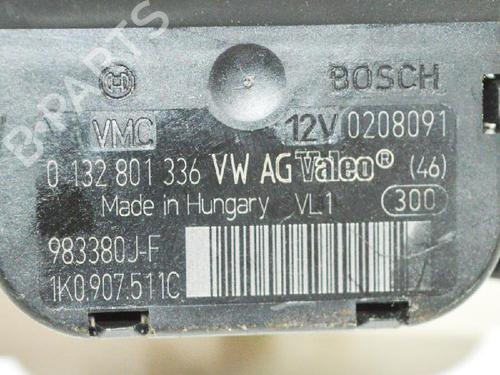 BOSCH
VMC 12V 0208091
0 132 801 336 VW AG Valeo® (46)
Made in Hungary VL1 300
983380J-F
1K0.907.511C
B-PARTS